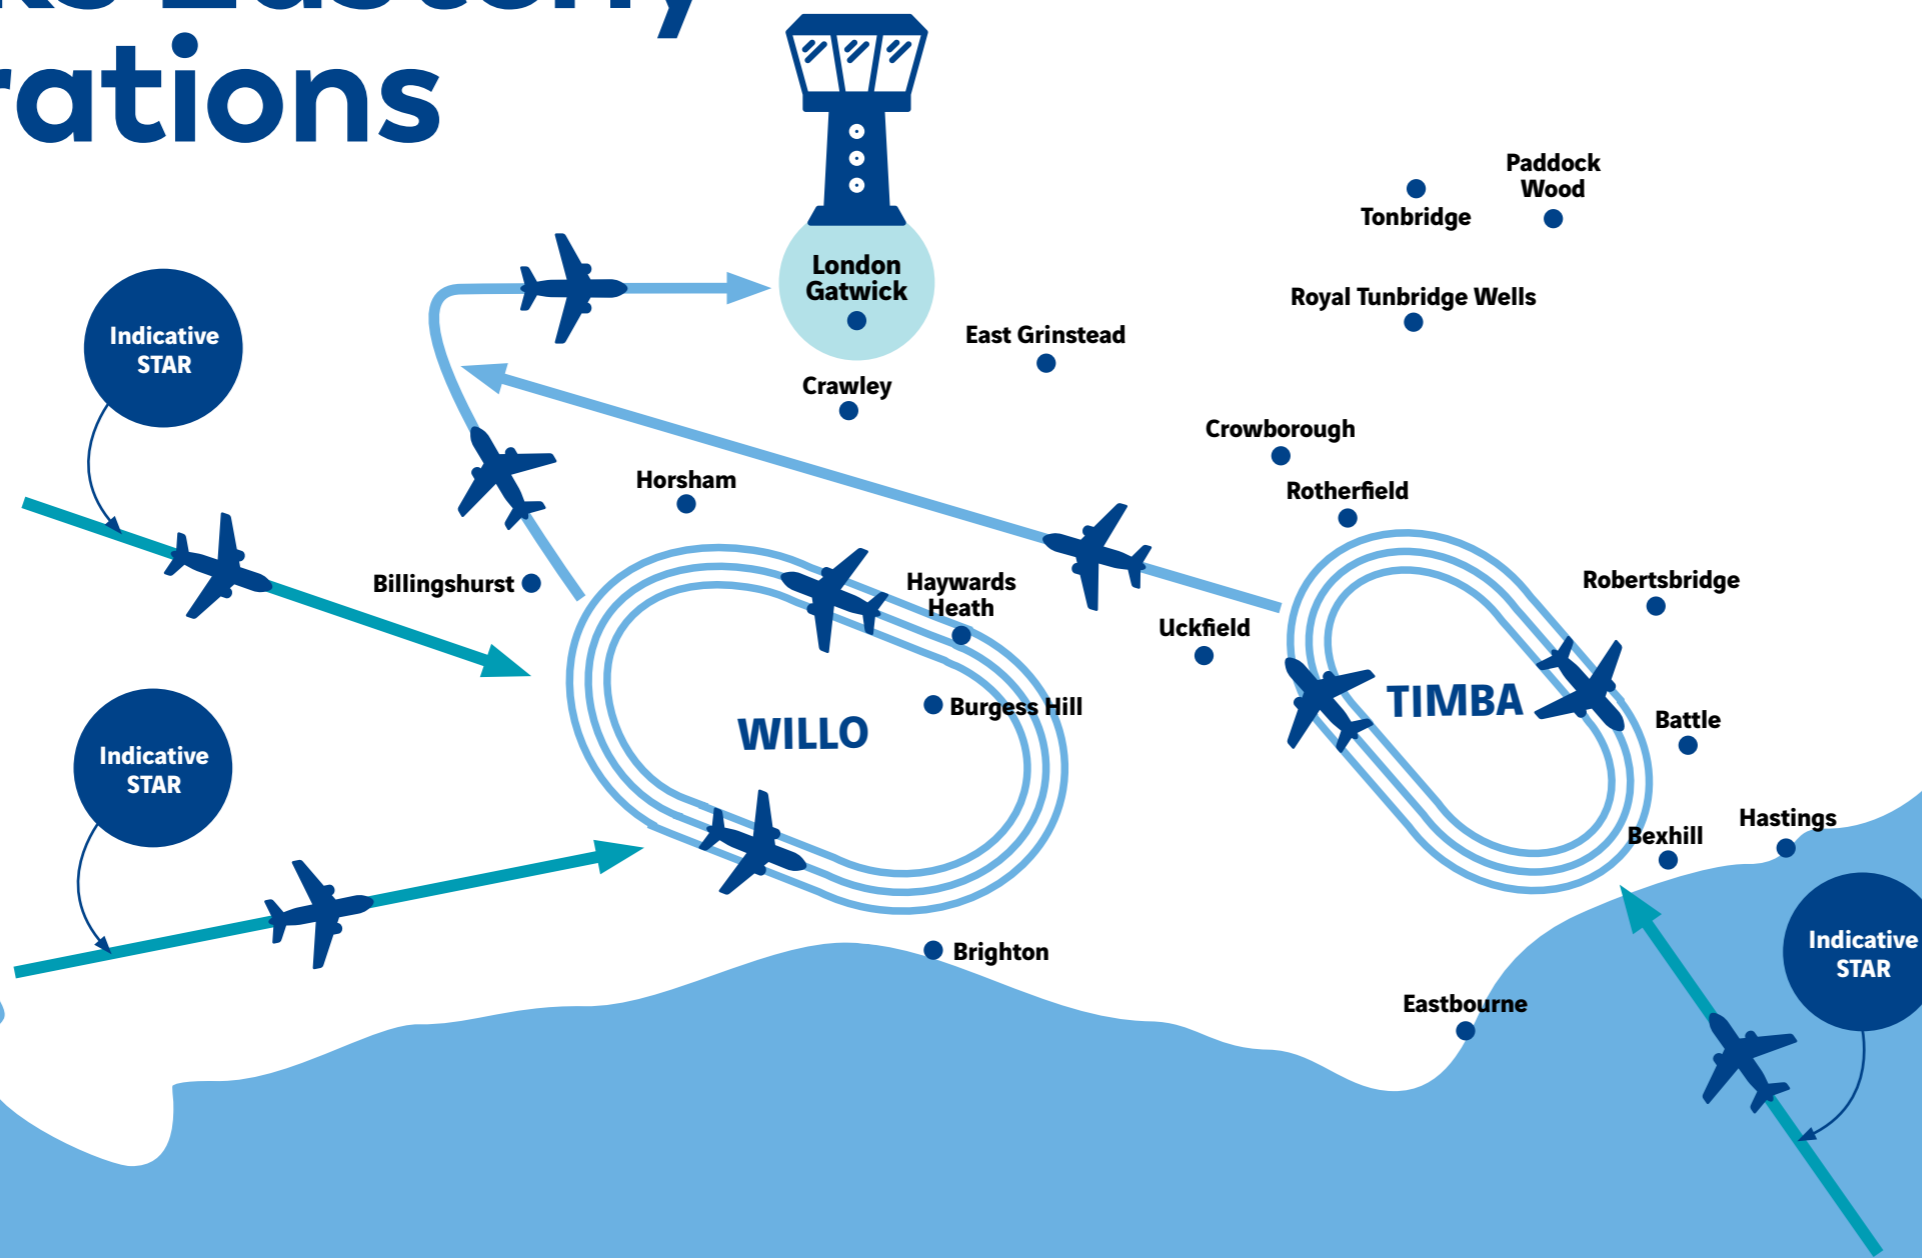 Easterly
rations
Paddock
Wood
Tonbridge
London
Gatwick
Royal Tunbridge Wells
Indicative
STAR
East Grinstead
Crawley
Crowborough
Horsham
Rotherfield
Billingshurst
Haywards
Heath
Robertsbridge
Uckfield
Burgess Hill
TIMBA
WILLO
Battle
Indicative
STAR
Hastings
Bexhill
Indicative
STAR
Brighton
Eastbourne